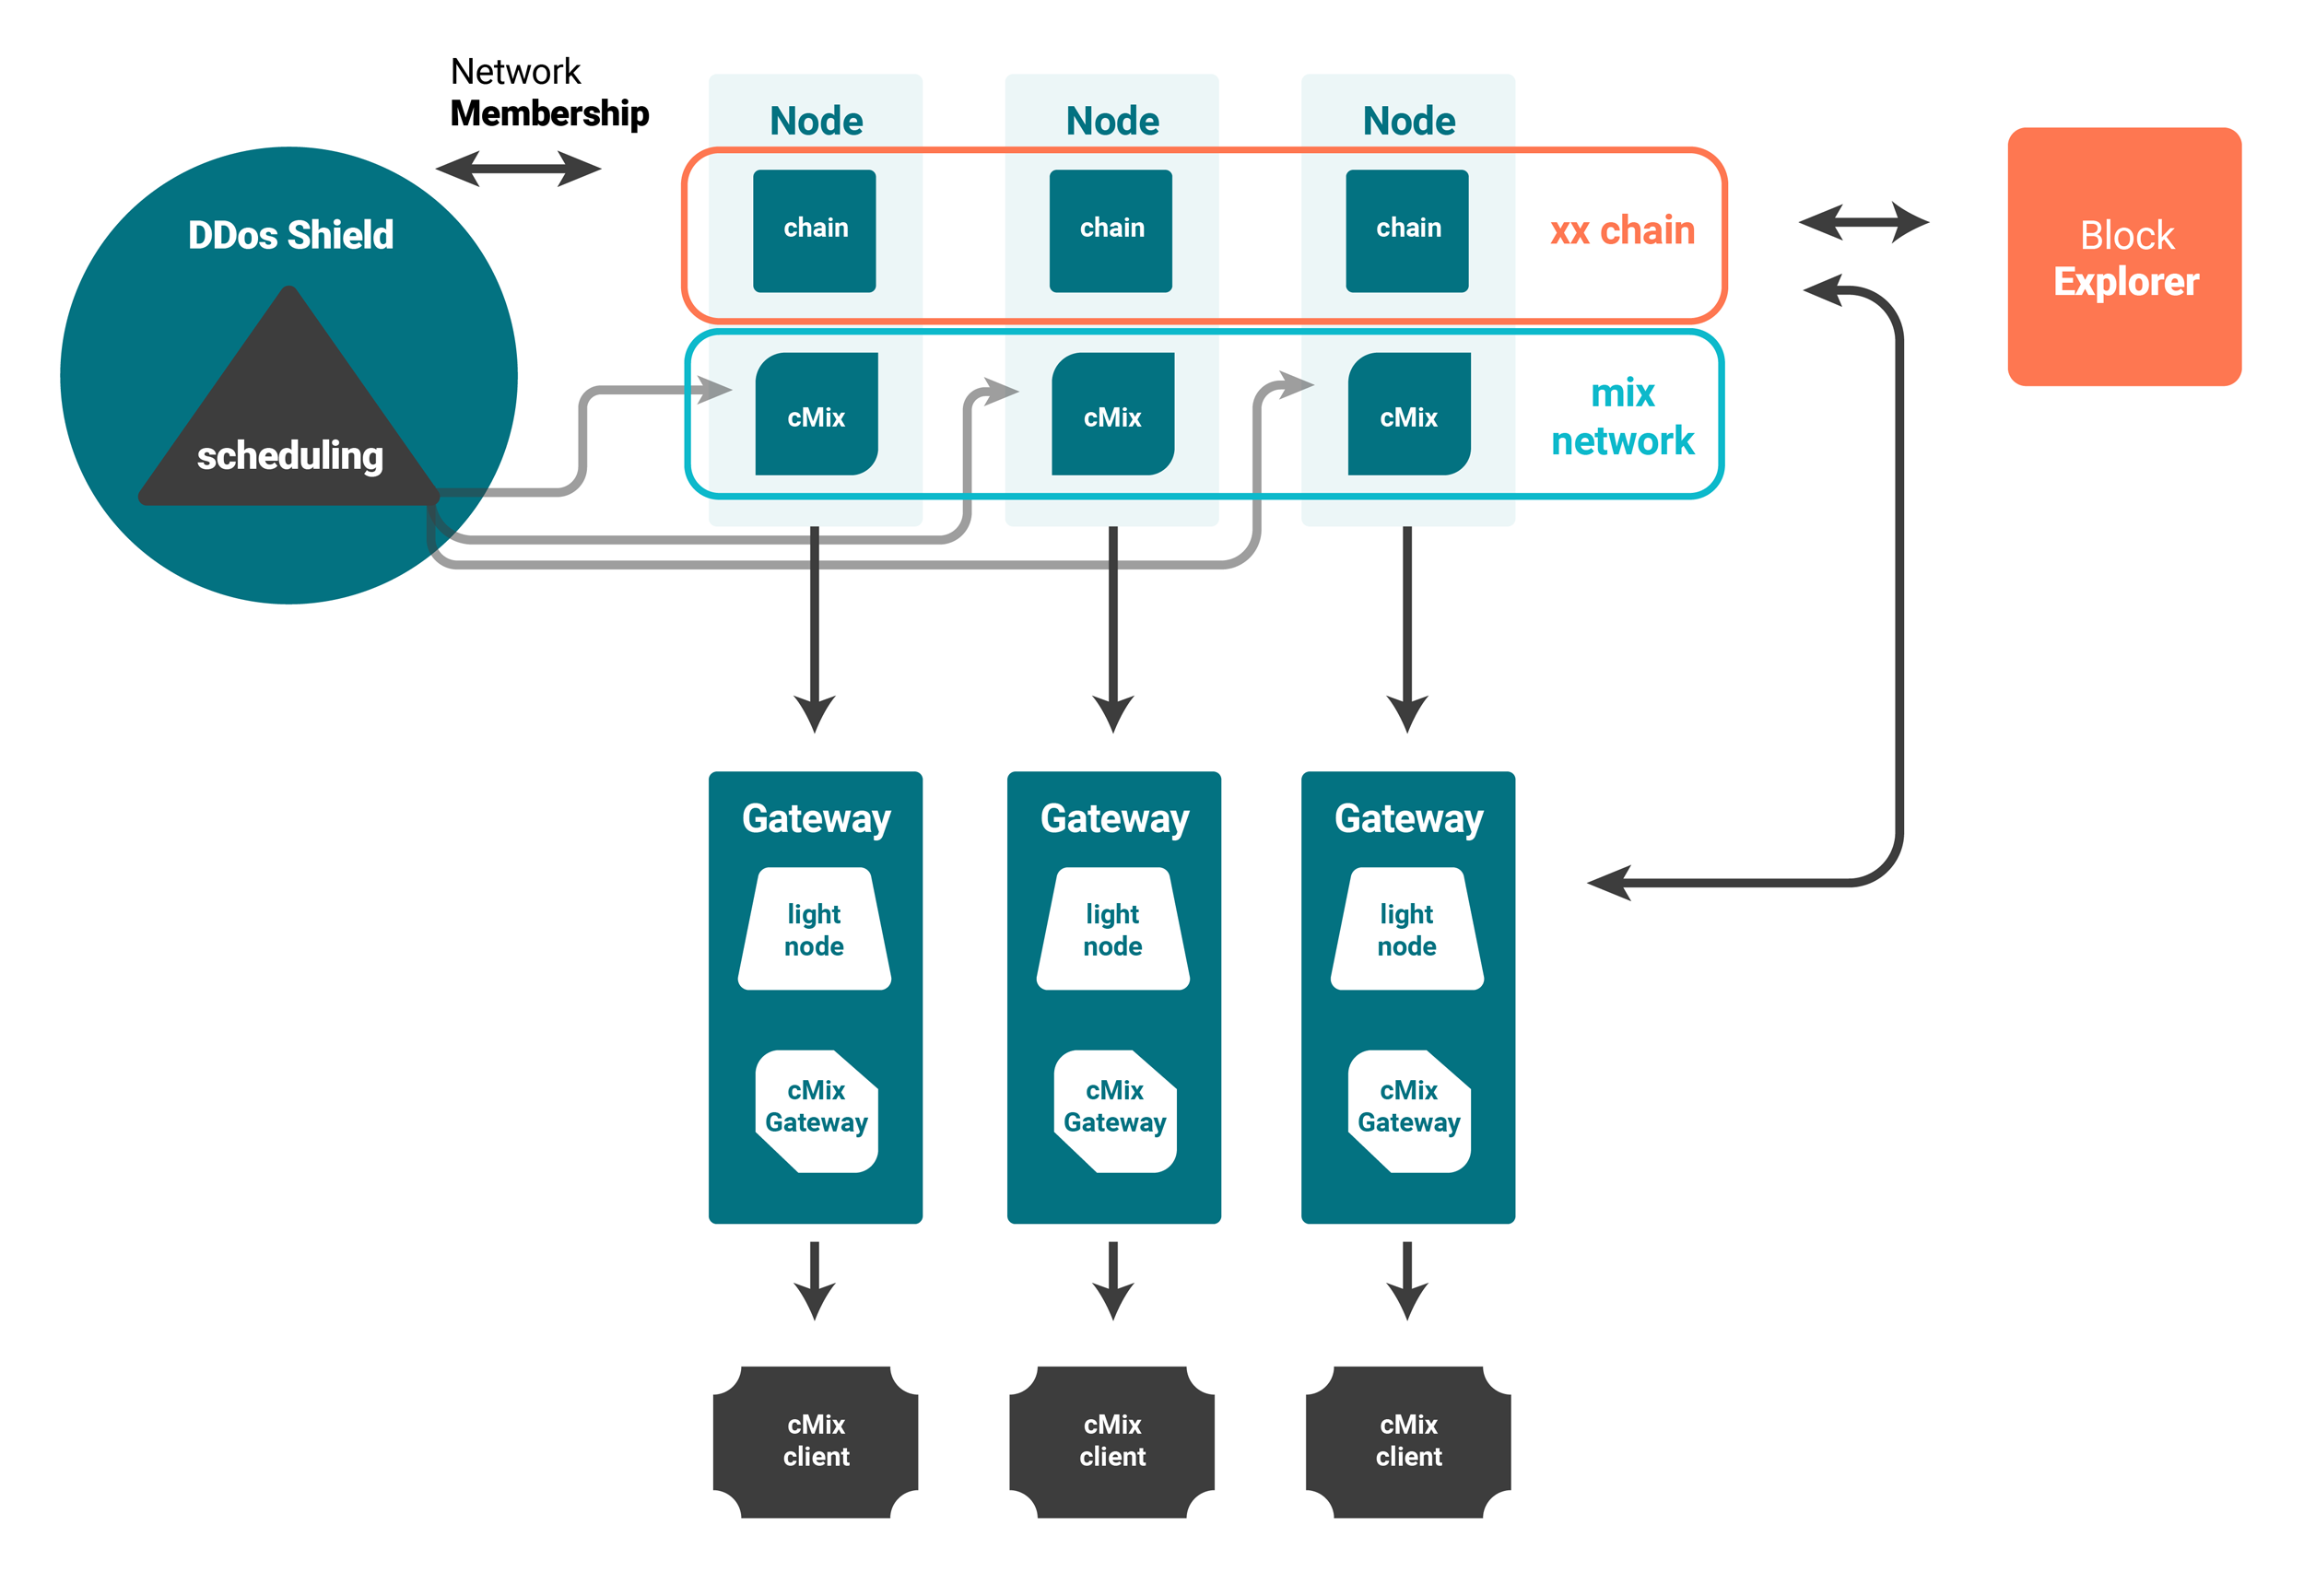 Network
Membership
DDos Shield
scheduling
Node
Node
Node
chain
chain
chain
xx chain
cMix
cMix
cMix
mix
network
Block
Explorer
Gateway
Gateway
Gateway
light
node
light
node
light
node
cMix
Gateway
cMix
Gateway
cMix
Gateway
cMix
client
cMix
client
cMix
client